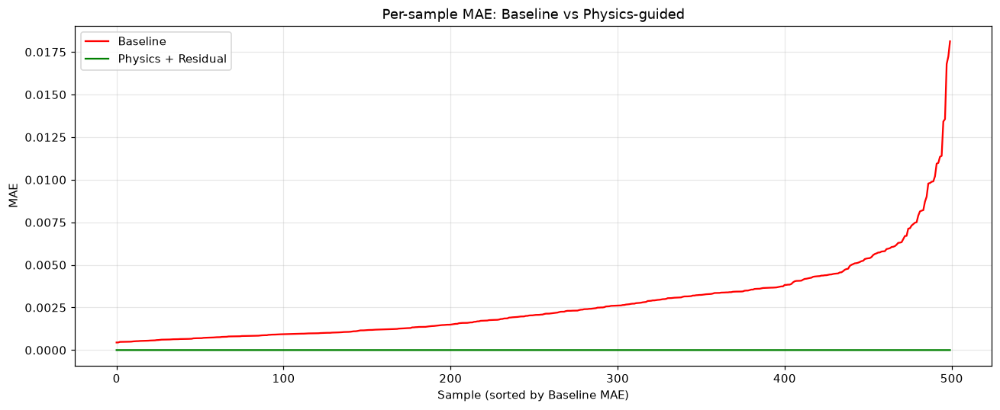 Per-sample MAE: Baseline vs Physics-guided
Baseline
Physics + Residual
MAE
0.0175
0.0150
0.0125
0.0100
0.0075
0.0050
0.0025
0.0000
0 100 200 300 400 500
Sample (sorted by Baseline MAE)